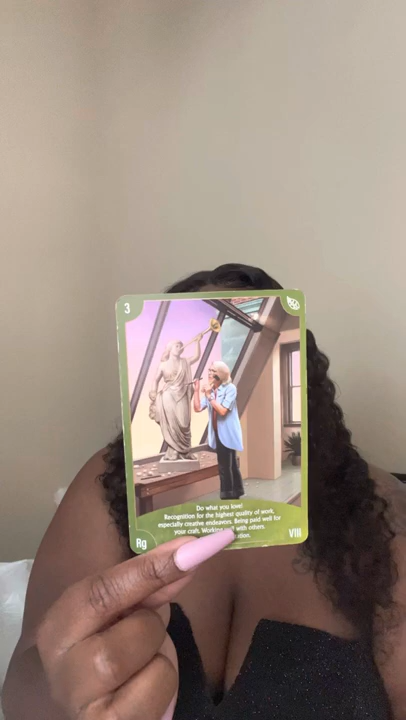 3
Do what you love!
Recognition for the highest quality of work,
especially creative endeavors. Being paid well for
your craft. Working with others.
Rg
VIII